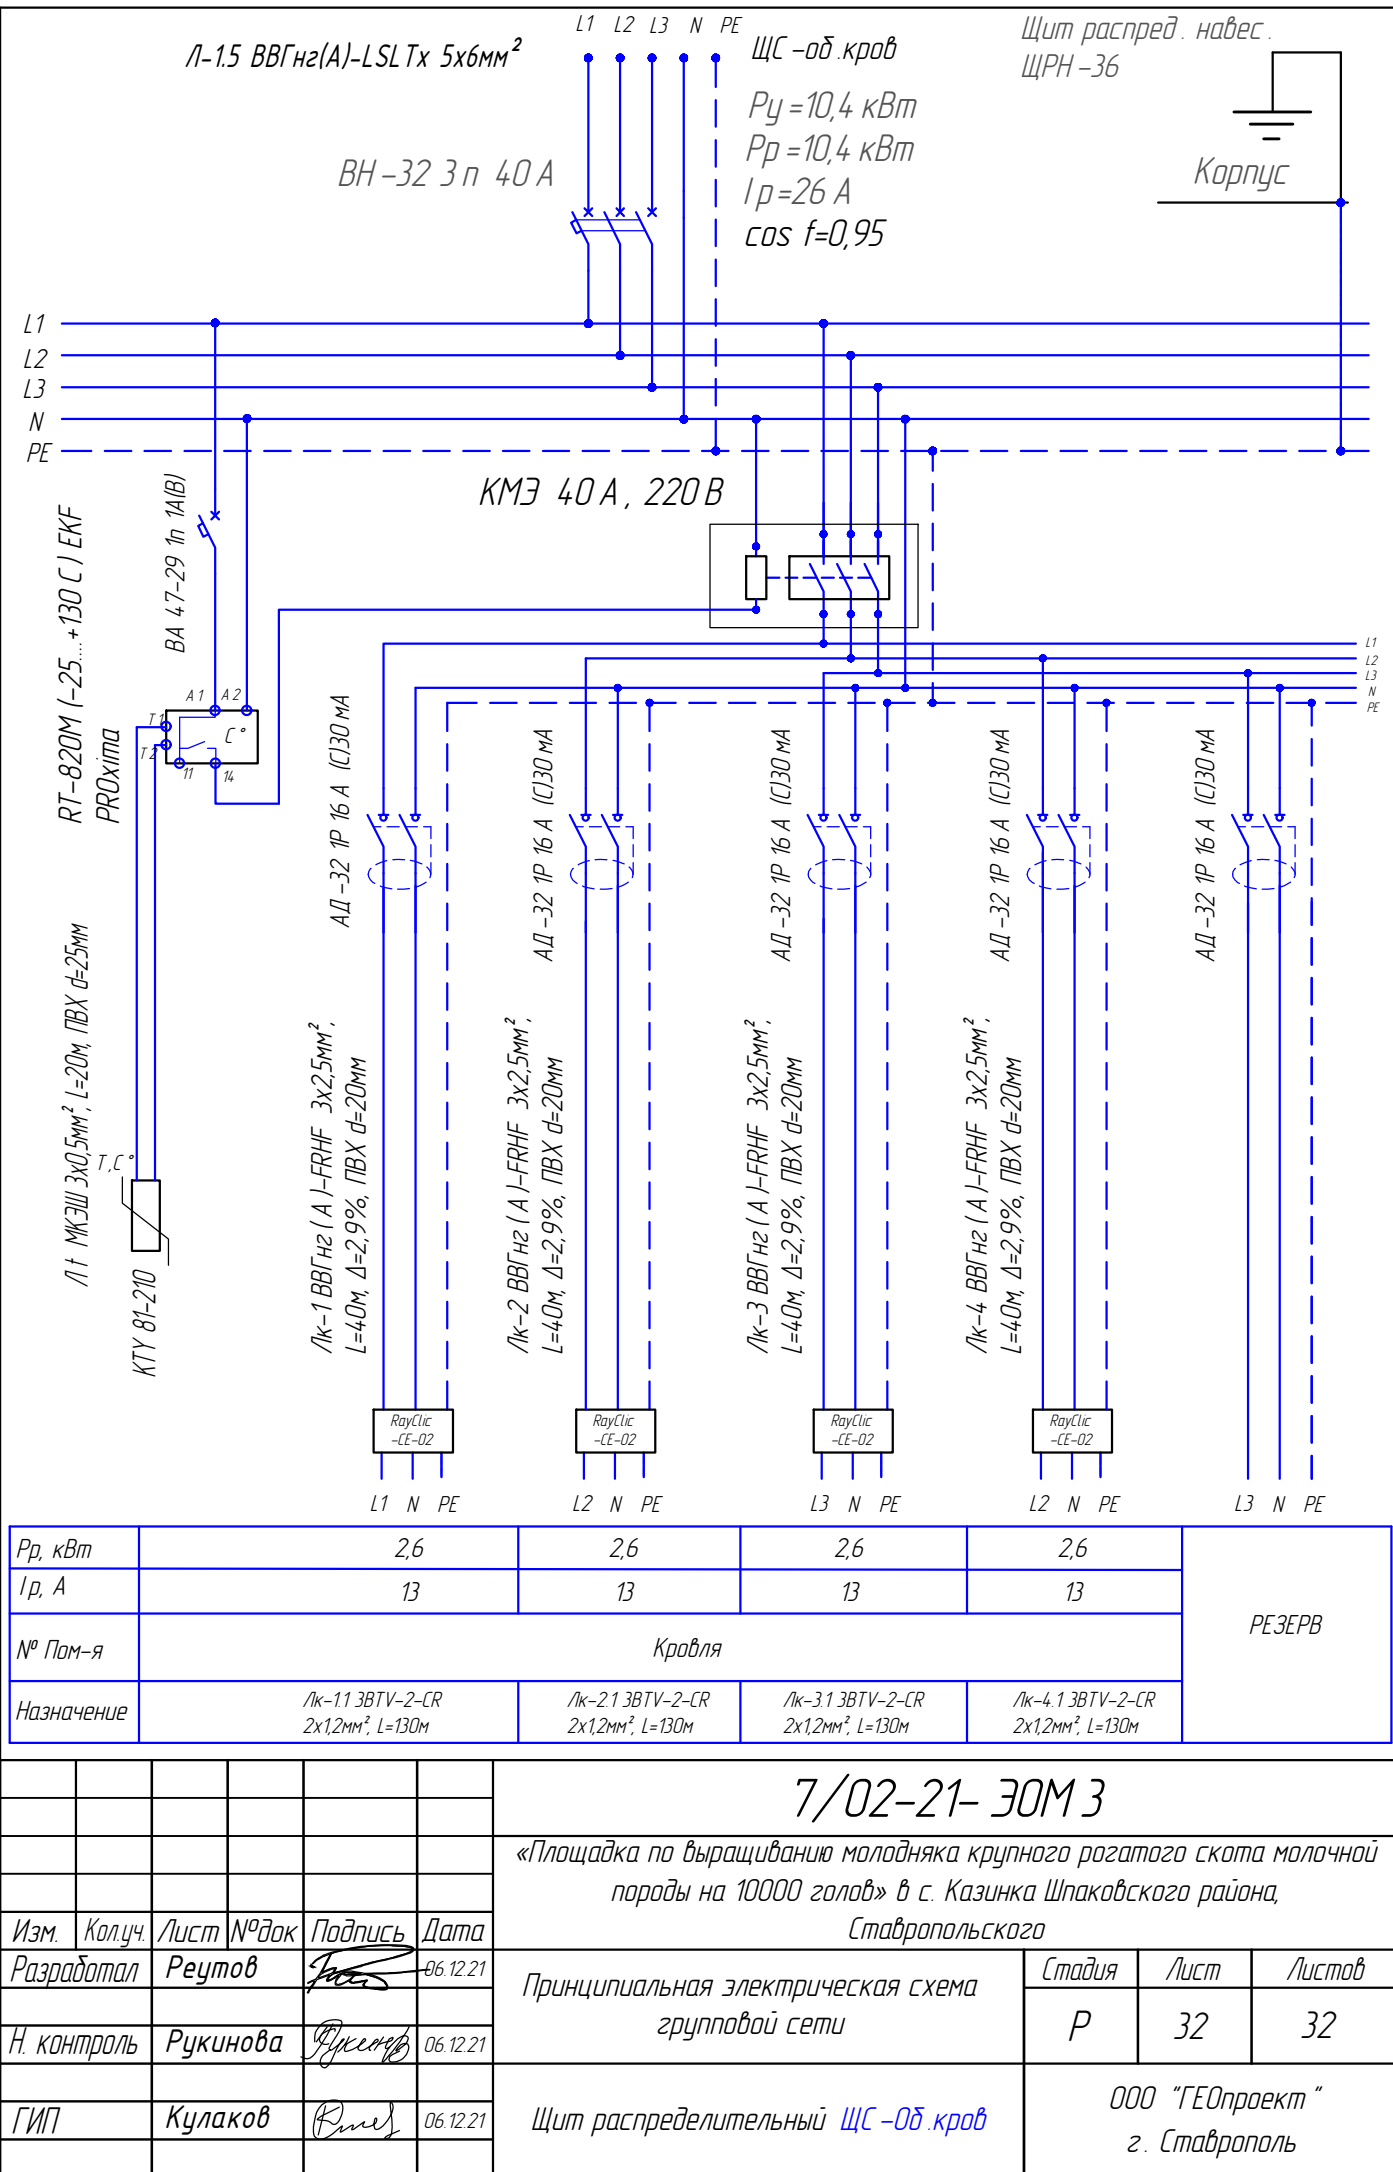 L1 L2 L3 N PE
Л-1.5 ВВГнг(А)-LSLTx 5х6мм²
ЩС-об.кров
Щит распред. навес.
ЩРН-36
Ру=10,4 кВт
Рр=10,4 кВт
Iр=26 А
cos f=0,95
ВН-32 3п 40 А
Корпус
L1
L2
L3
N
PE
КМЭ 40 А, 220 В
ВА 47-29 1п 1А(В)
RT-820M (-25...+130 С) EKF
PROxima
A1 A2
T1
T2
С°
11
14
L1
L2
L3
N
PE
АД-32 1Р 16 А (С)30 мА
АД-32 1Р 16 А (С)30 мА
АД-32 1Р 16 А (С)30 мА
АД-32 1Р 16 А (С)30 мА
АД-32 1Р 16 А (С)30 мА
Лt МКЭШ 3х0,5мм², L=20м, ПВХ d=25мм
Т,С°
KTY 81-210
Лк-1 ВВГнг(А)-FRHF 3х2,5мм²,
L=40м, Δ=2,9%, ПВХ d=20мм
Лк-2 ВВГнг(А)-FRHF 3х2,5мм²,
L=40м, Δ=2,9%, ПВХ d=20мм
Лк-3 ВВГнг(А)-FRHF 3х2,5мм²,
L=40м, Δ=2,9%, ПВХ d=20мм
Лк-4 ВВГнг(А)-FRHF 3х2,5мм²,
L=40м, Δ=2,9%, ПВХ d=20мм
RayClic
-CE-02
RayClic
-CE-02
RayClic
-CE-02
RayClic
-CE-02
L1 N PE
L2 N PE
L3 N PE
L2 N PE
L3 N PE
Рр, кВт 2,6 2,6 2,6 2,6
Iр, А 13 13 13 13
РЕЗЕРВ
№ Пом-я Кровля
Назначение
Лк-1.1 3BTV-2-CR
2х1,2мм², L=130м
Лк-2.1 3BTV-2-CR
2х1,2мм², L=130м
Лк-3.1 3BTV-2-CR
2х1,2мм², L=130м
Лк-4.1 3BTV-2-CR
2х1,2мм², L=130м
7/02-21-ЭОМ 3
«Площадка по выращиванию молодняка крупного рогатого скота молочной
породы на 10000 голов» в с. Казинка Шпаковского района,
Ставропольского
Изм. Кол.уч. Лист №док Подпись Дата
Разработал Реутов 06.12.21
Н. контроль Рукинова 06.12.21
ГИП Кулаков 06.12.21
Принципиальная электрическая схема
групповой сети
Стадия Лист Листов
Р 32 32
Щит распределительный ЩС-Об.кров
ООО "ГЕОпроект"
г. Ставрополь